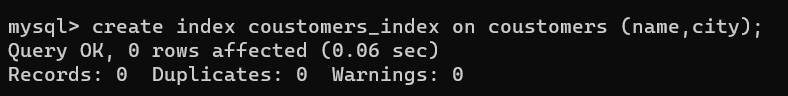 mysql> create index coustomers_index on coustomers (name,city);
Query OK, 0 rows affected (0.06 sec)
Records: 0  Duplicates: 0  Warnings: 0